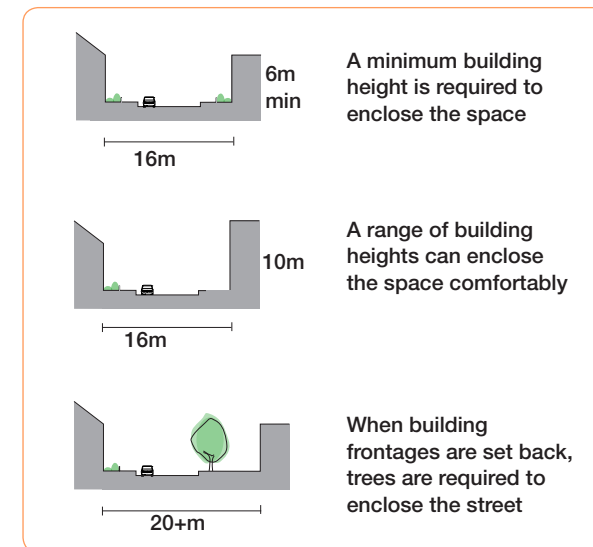 6m
min
16m
A minimum building
height is required to
enclose the space
10m
16m
A range of building
heights can enclose
the space comfortably
20+m
When building
frontages are set back,
trees are required to
enclose the street